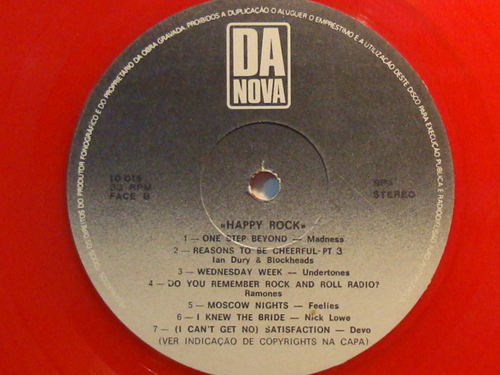 PROIBIDOS A DUPLICAÇÃO O ALUGUER O EMPRÉSTIMO E A UTILIZAÇÃO DESTE DISCO PARA EXECUÇÃO PÚBLICA E RADIODIFUSÃO
DIREITOS DO PRODUTOR FONOGRÁFICO E DO PROPRIETÁRIO DA OBRA GRAVADA.
DA
NOVA
33 RPM
FACE B
STEREO
«HAPPY ROCK»
1 — ONE STEP BEYOND — Madness
2 — REASONS TO BE CHEERFUL-PT 3
Ian Dury & Blockheads
3 — WEDNESDAY WEEK — Undertones
4 — DO YOU REMEMBER ROCK AND ROLL RADIO?
Ramones
5 — MOSCOW NIGHTS — Feelies
6 — I KNEW THE BRIDE — Nick Lowe
7 — (I CAN'T GET NO) SATISFACTION — Devo
(VER INDICAÇÃO DE COPYRIGHTS NA CAPA)